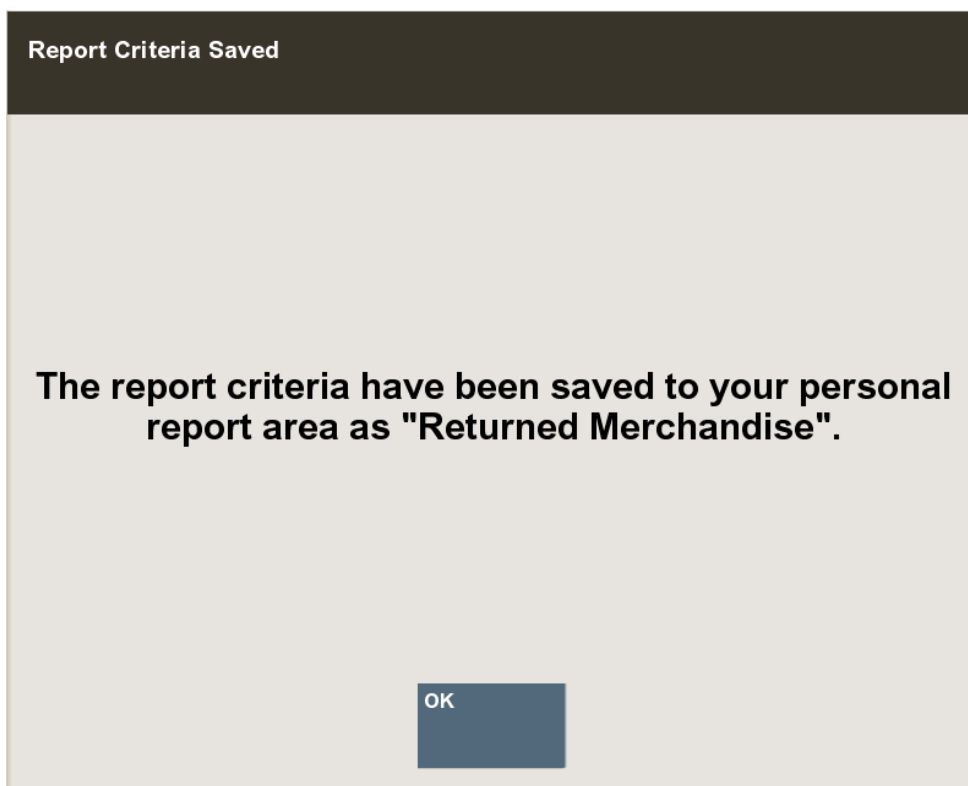 Report Criteria Saved
The report criteria have been saved to your personal
report area as "Returned Merchandise".
OK